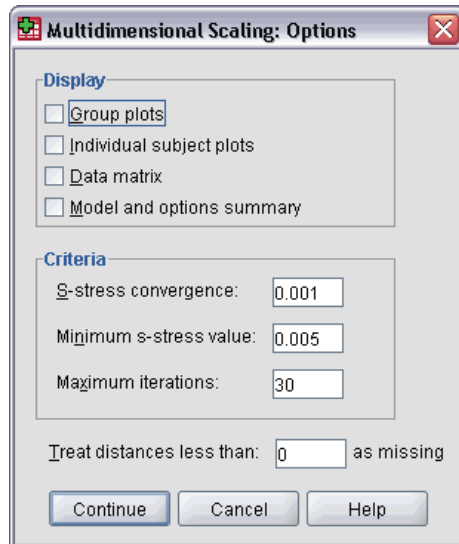 Multidimensional Scaling: Options
Display
Group plots
Individual subject plots
Data matrix
Model and options summary
Criteria
S-stress convergence: 0.001
Minimum s-stress value: 0.005
Maximum iterations: 30
Treat distances less than: 0 as missing
Continue Cancel Help